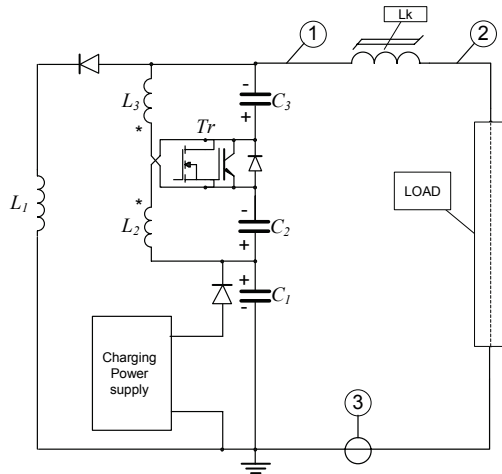 Lk
1
2
-
C3
+
L3
*
Tr
*
L1
L2
-
C2
+
LOAD
+
C1
-
Charging
Power
supply
3